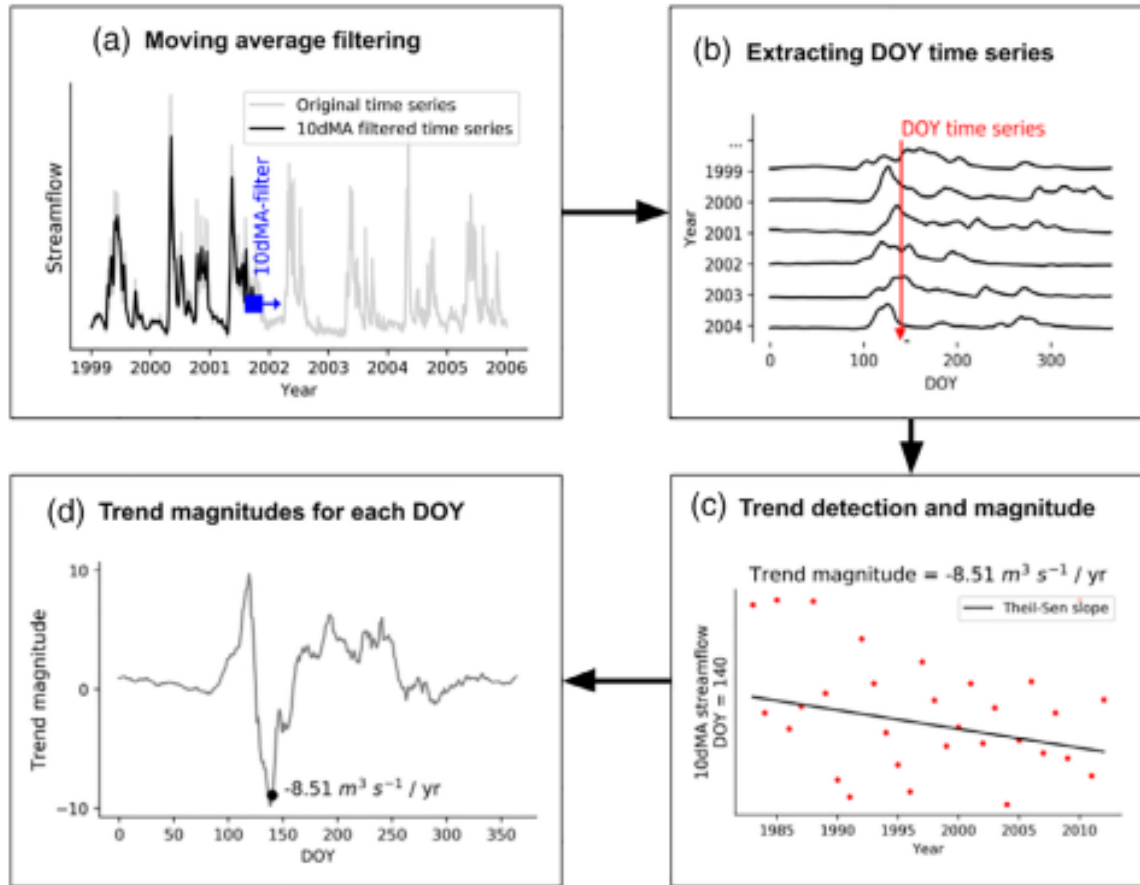 (a) Moving average filtering
Original time series
10dMA filtered time series
10dMA-filter
Streamflow
1999 2000 2001 2002 2003 2004 2005 2006
Year
(b) Extracting DOY time series
DOY time series
...
1999
2000
2001
2002
2003
2004
Year
0 100 200 300
DOY
(d) Trend magnitudes for each DOY
10
0
−10
Trend magnitude
-8.51 m³ s⁻¹ / yr
0 50 100 150 200 250 300 350
DOY
(c) Trend detection and magnitude
Trend magnitude = -8.51 m³ s⁻¹ / yr
Theil-Sen slope
10dMA streamflow
DOY = 140
1985 1990 1995 2000 2005 2010
Year